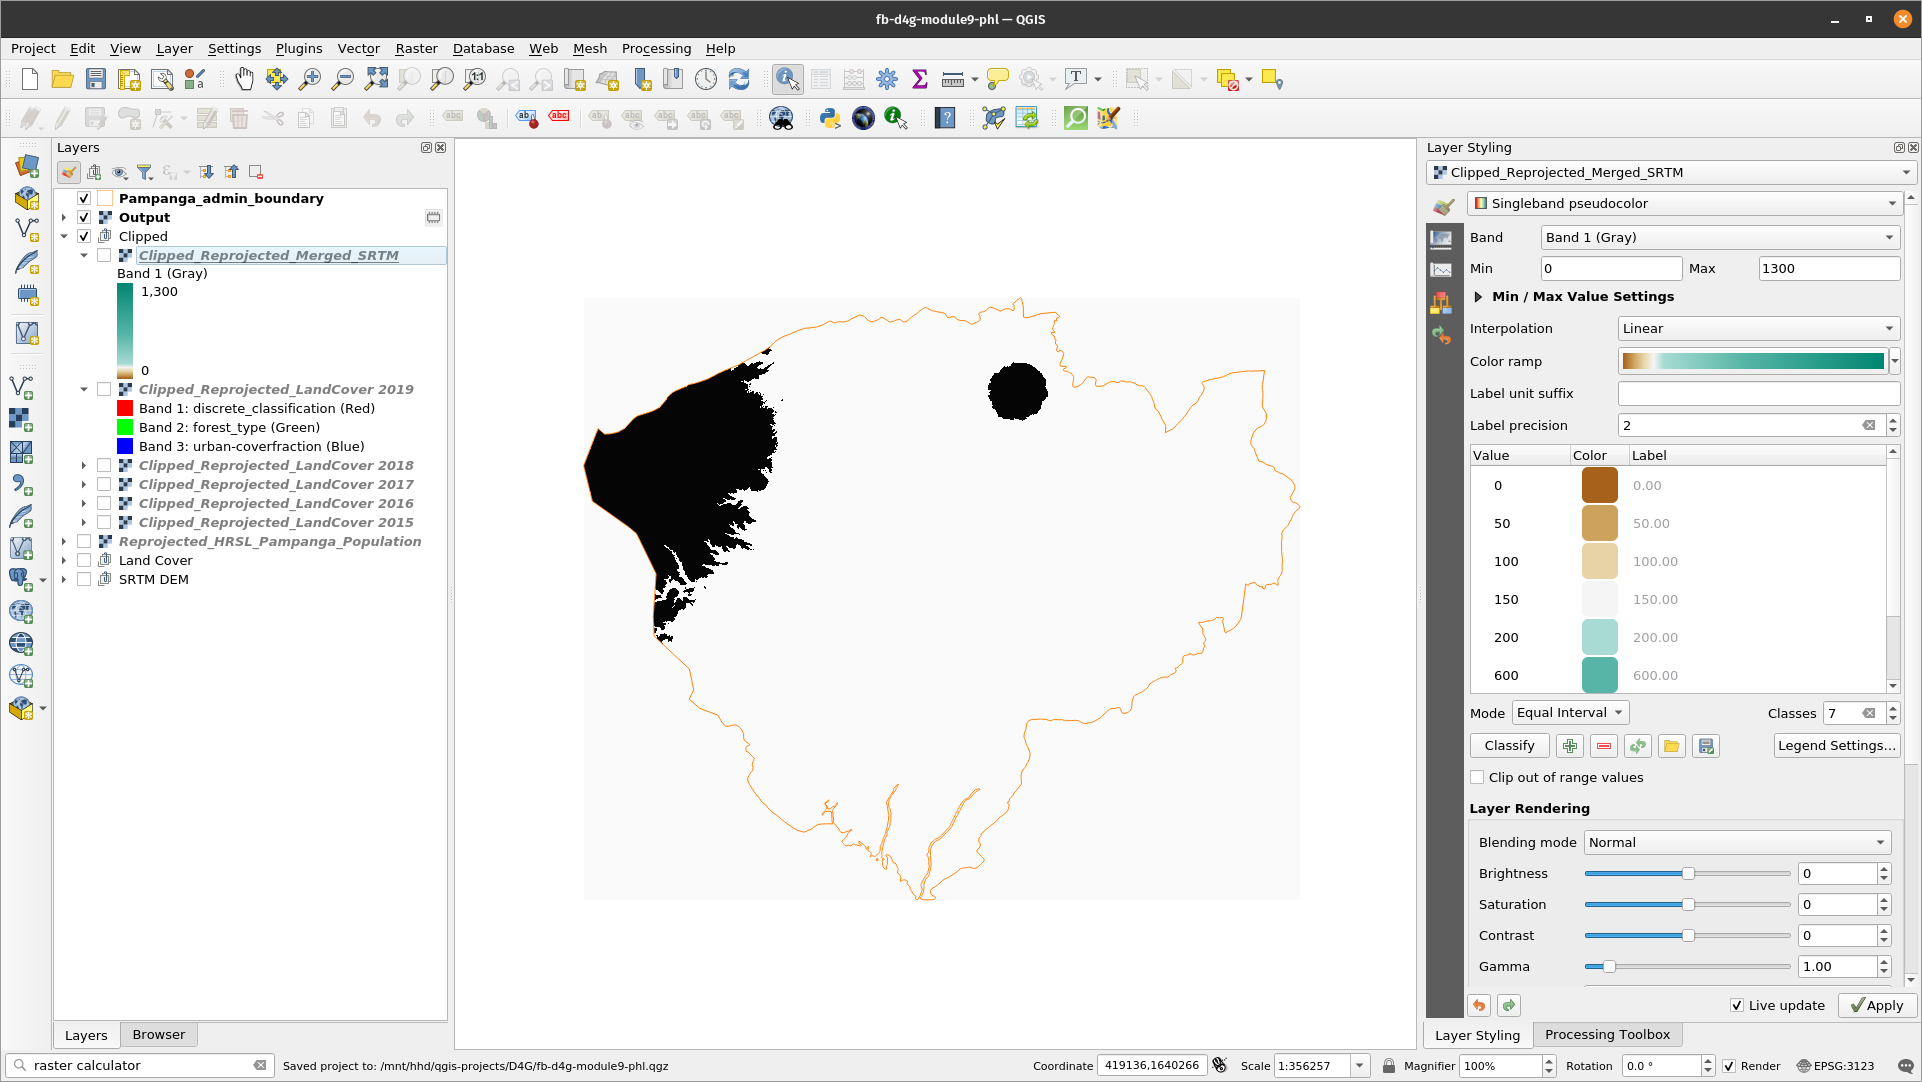 fb-d4g-module9-phl — QGIS
Project Edit View Layer Settings Plugins Vector Raster Database Web Mesh Processing Help
Layers
Pampanga_admin_boundary
Output
Clipped
Clipped_Reprojected_Merged_SRTM
Band 1 (Gray)
1,300
0
Clipped_Reprojected_LandCover 2019
Band 1: discrete_classification (Red)
Band 2: forest_type (Green)
Band 3: urban-coverfraction (Blue)
Clipped_Reprojected_LandCover 2018
Clipped_Reprojected_LandCover 2017
Clipped_Reprojected_LandCover 2016
Clipped_Reprojected_LandCover 2015
Reprojected_HRSL_Pampanga_Population
Land Cover
SRTM DEM
Layers Browser
Layer Styling
Clipped_Reprojected_Merged_SRTM
Singleband pseudocolor
Band Band 1 (Gray)
Min 0 Max 1300
Min / Max Value Settings
Interpolation Linear
Color ramp
Label unit suffix
Label precision 2
Value Color Label
0 0.00
50 50.00
100 100.00
150 150.00
200 200.00
600 600.00
Mode Equal Interval Classes 7
Classify Legend Settings...
Clip out of range values
Layer Rendering
Blending mode Normal
Brightness 0
Saturation 0
Contrast 0
Gamma 1.00
Live update Apply
Layer Styling Processing Toolbox
raster calculator Saved project to: /mnt/hhd/qgis-projects/D4G/fb-d4g-module9-phl.qgz Coordinate 419136,1640266 Scale 1:356257 Magnifier 100% Rotation 0.0 ° Render EPSG:3123